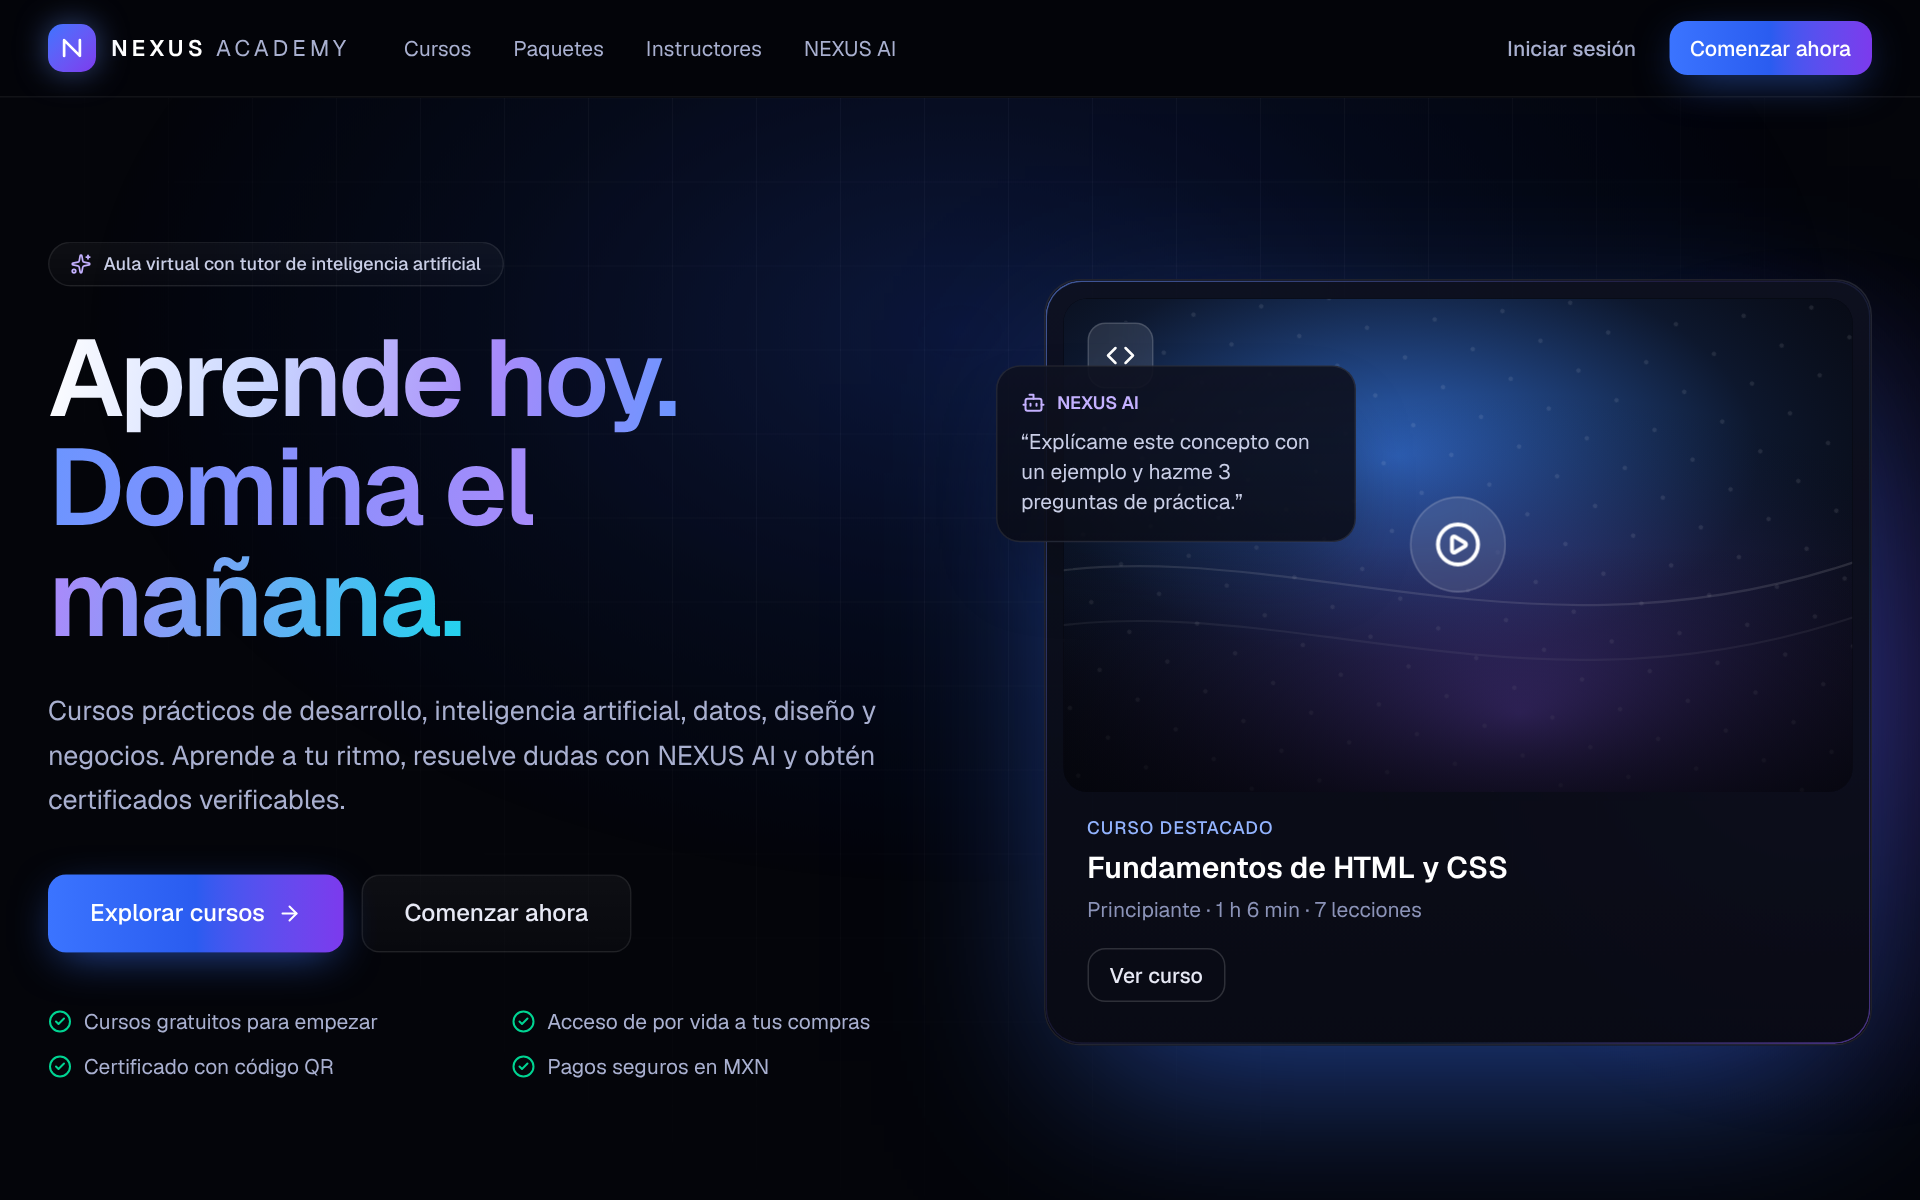 NEXUS ACADEMY
Cursos
Paquetes
Instructores
NEXUS AI
Iniciar sesión
Comenzar ahora
Aula virtual con tutor de inteligencia artificial
Aprende hoy.
Domina el
mañana.
Cursos prácticos de desarrollo, inteligencia artificial, datos, diseño y
negocios. Aprende a tu ritmo, resuelve dudas con NEXUS AI y obtén
certificados verificables.
Explorar cursos
Comenzar ahora
Cursos gratuitos para empezar
Acceso de por vida a tus compras
Certificado con código QR
Pagos seguros en MXN
NEXUS AI
“Explícame este concepto con
un ejemplo y hazme 3
preguntas de práctica.”
CURSO DESTACADO
Fundamentos de HTML y CSS
Principiante · 1 h 6 min · 7 lecciones
Ver curso